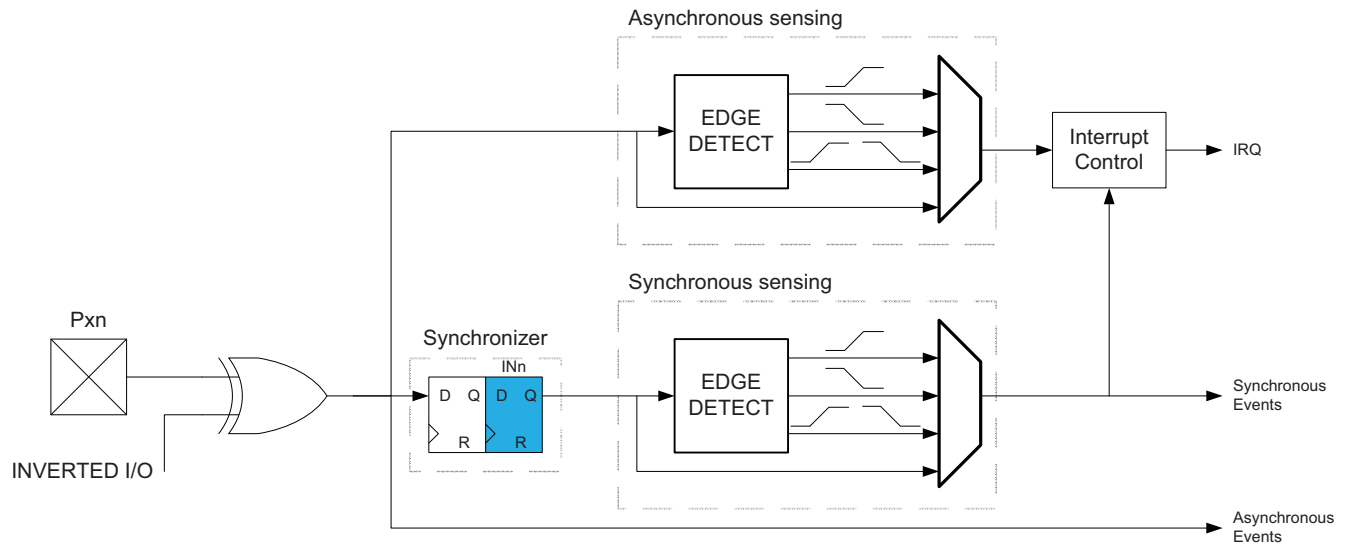 Asynchronous sensing
EDGE
DETECT
Interrupt
Control
IRQ
Synchronous sensing
Pxn
Synchronizer
INn
D Q D Q
R R
EDGE
DETECT
Synchronous
Events
INVERTED I/O
Asynchronous
Events